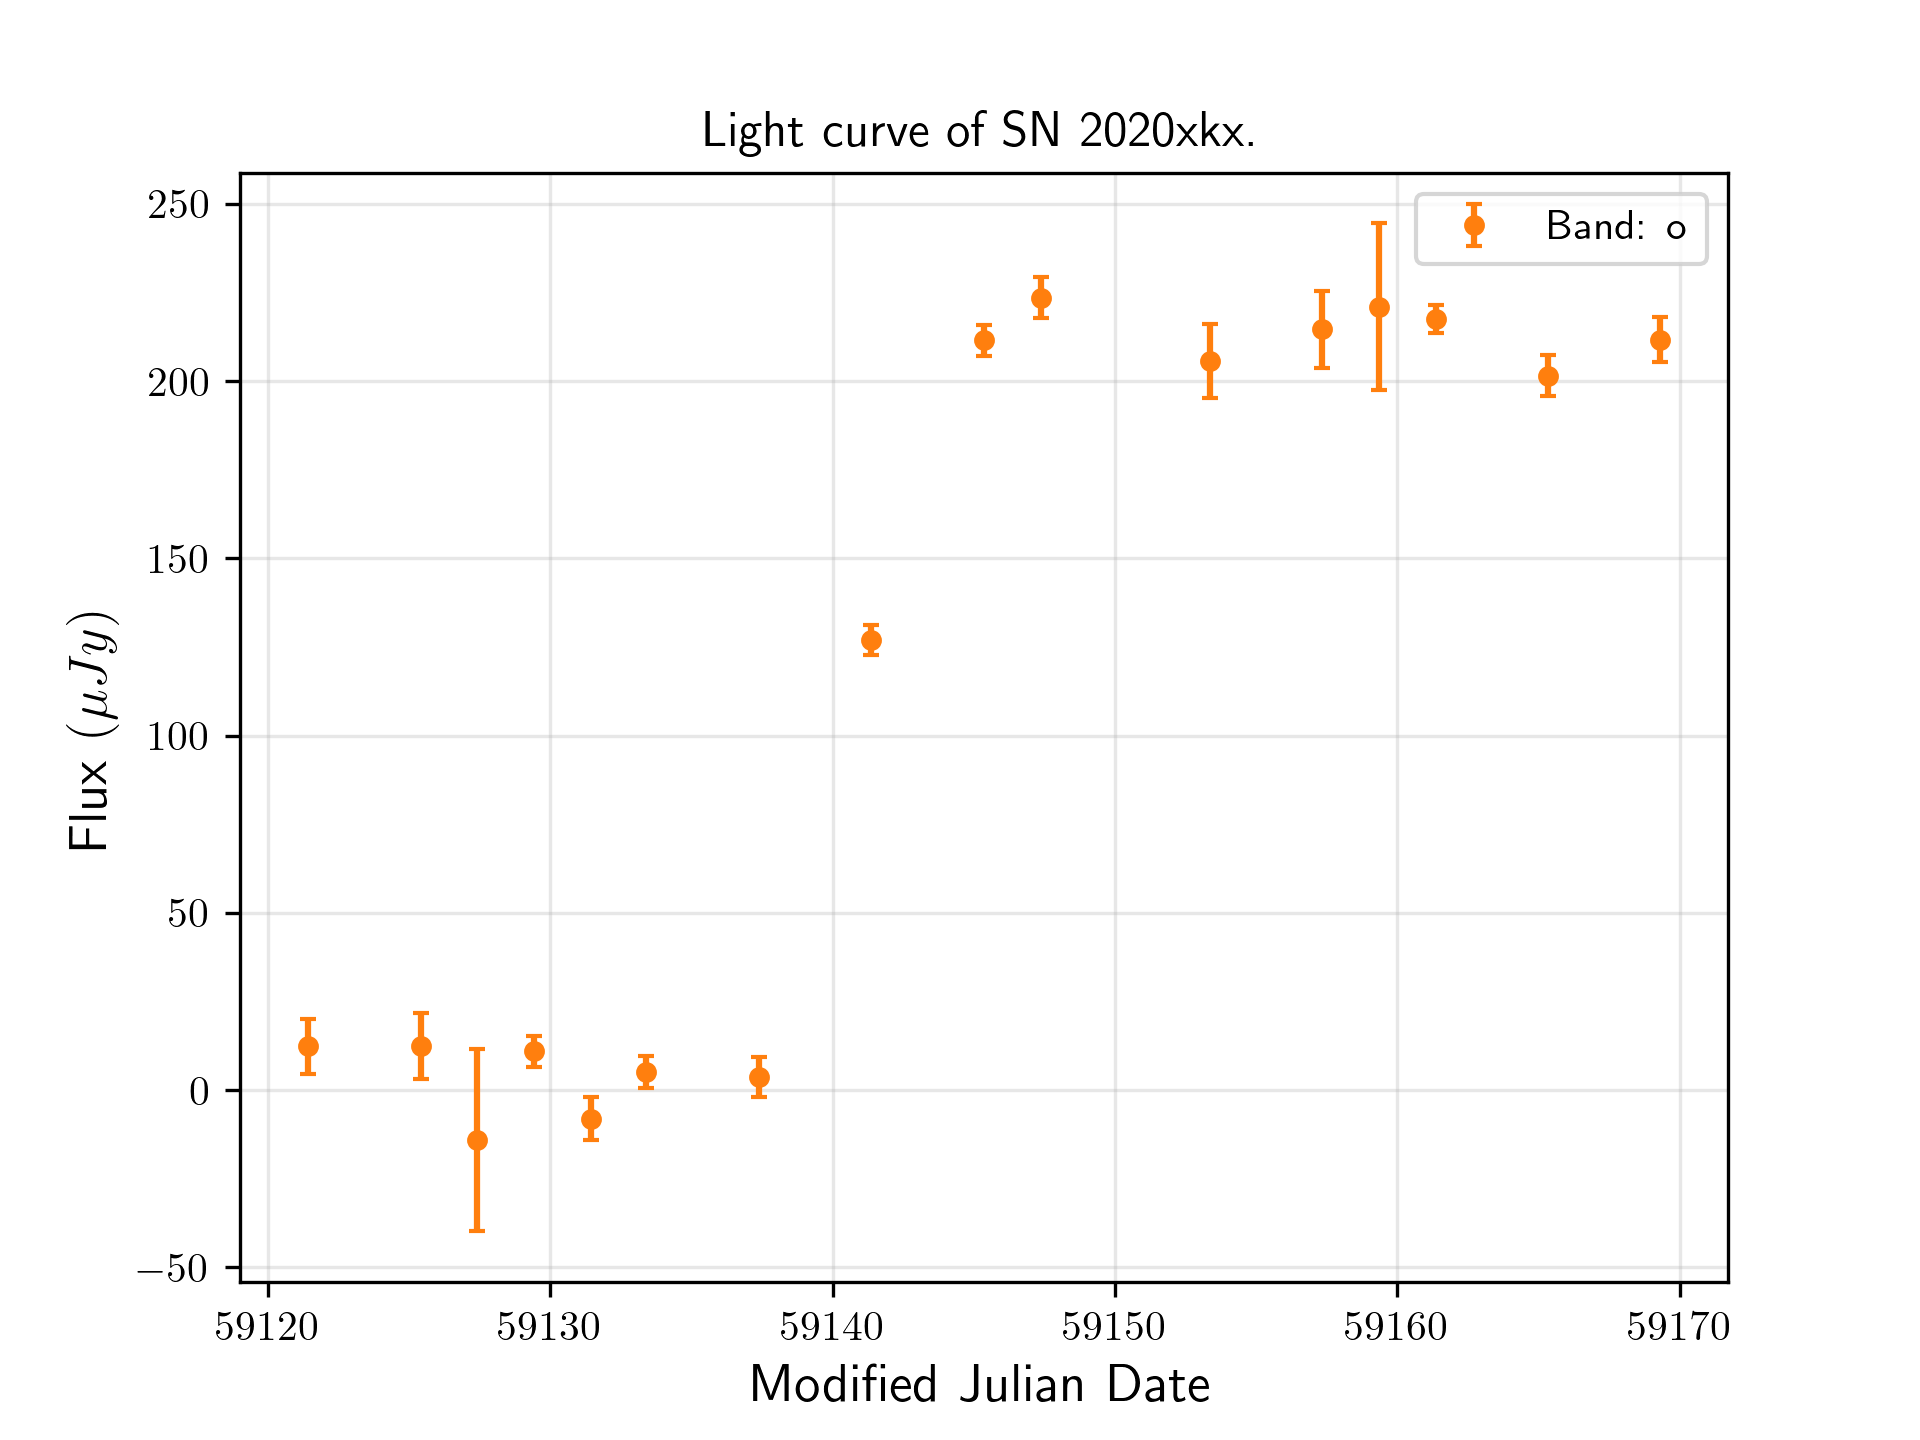 Light curve of SN 2020xkx.
Band: o
250
200
150
100
50
0
−50
Flux (μJy)
59120 59130 59140 59150 59160 59170
Modified Julian Date